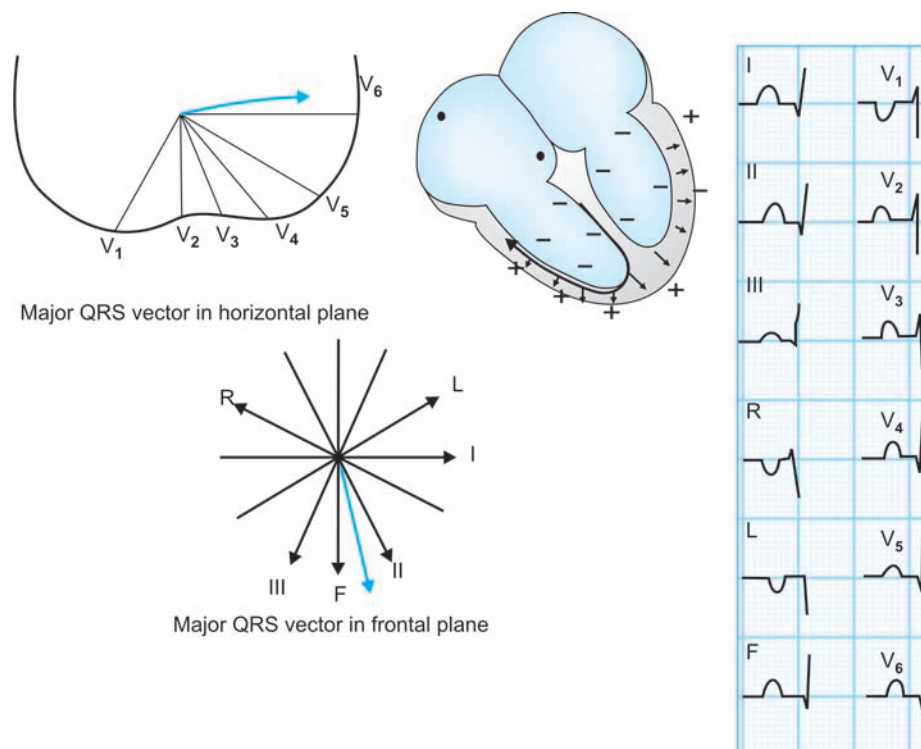 V6
V5
V1
V2
V3
V4
Major QRS vector in horizontal plane
+
−
−
−
−
−
−
−
−
−
−
+
+
+
+
R
L
I
III
F
II
Major QRS vector in frontal plane
I
V1
II
V2
III
V3
R
V4
L
V5
F
V6